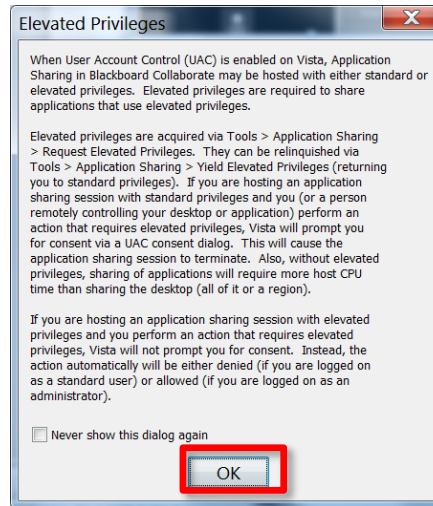 Elevated Privileges
When User Account Control (UAC) is enabled on Vista, Application
Sharing in Blackboard Collaborate may be hosted with either standard or
elevated privileges.  Elevated privileges are required to share
applications that use elevated privileges.
Elevated privileges are acquired via Tools > Application Sharing
> Request Elevated Privileges.  They can be relinquished via
Tools > Application Sharing > Yield Elevated Privileges (returning
you to standard privileges).  If you are hosting an application
sharing session with standard privileges and you (or a person
remotely controlling your desktop or application) perform an
action that requires elevated privileges, Vista will prompt you
for consent via a UAC consent dialog.  This will cause the
application sharing session to terminate.  Also, without elevated
privileges, sharing of applications will require more host CPU
time than sharing the desktop (all of it or a region).
If you are hosting an application sharing session with elevated
privileges and you perform an action that requires elevated
privileges, Vista will not prompt you for consent.  Instead, the
action automatically will be either denied (if you are logged on
as a standard user) or allowed (if you are logged on as an
administrator).
Never show this dialog again
OK